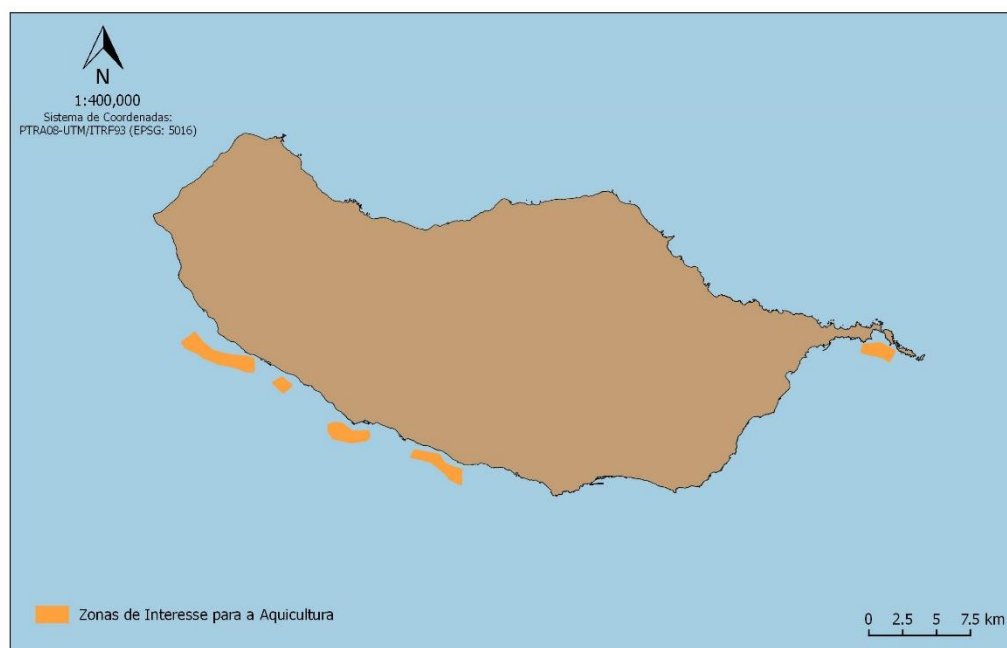 N
1:400,000
Sistema de Coordenadas:
PTRA08-UTM/ITRF93 (EPSG: 5016)
Zonas de Interesse para a Aquicultura
0 2.5 5 7.5 km